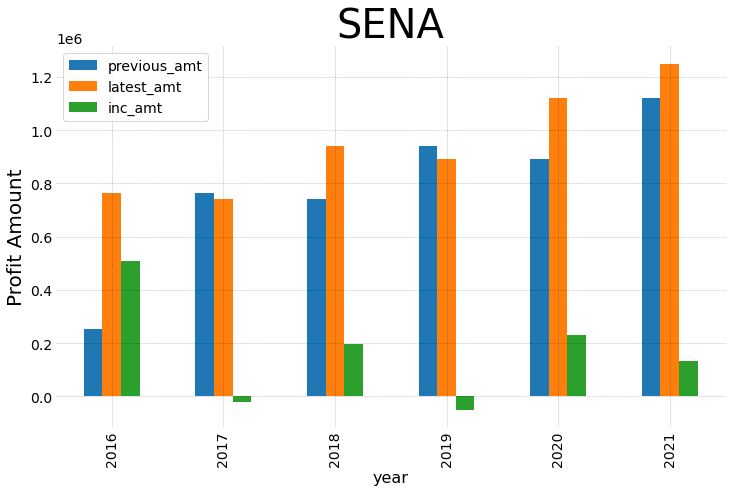 SENA
1e6
previous_amt
latest_amt
inc_amt
Profit Amount
1.2
1.0
0.8
0.6
0.4
0.2
0.0
2016
2017
2018
2019
2020
2021
year